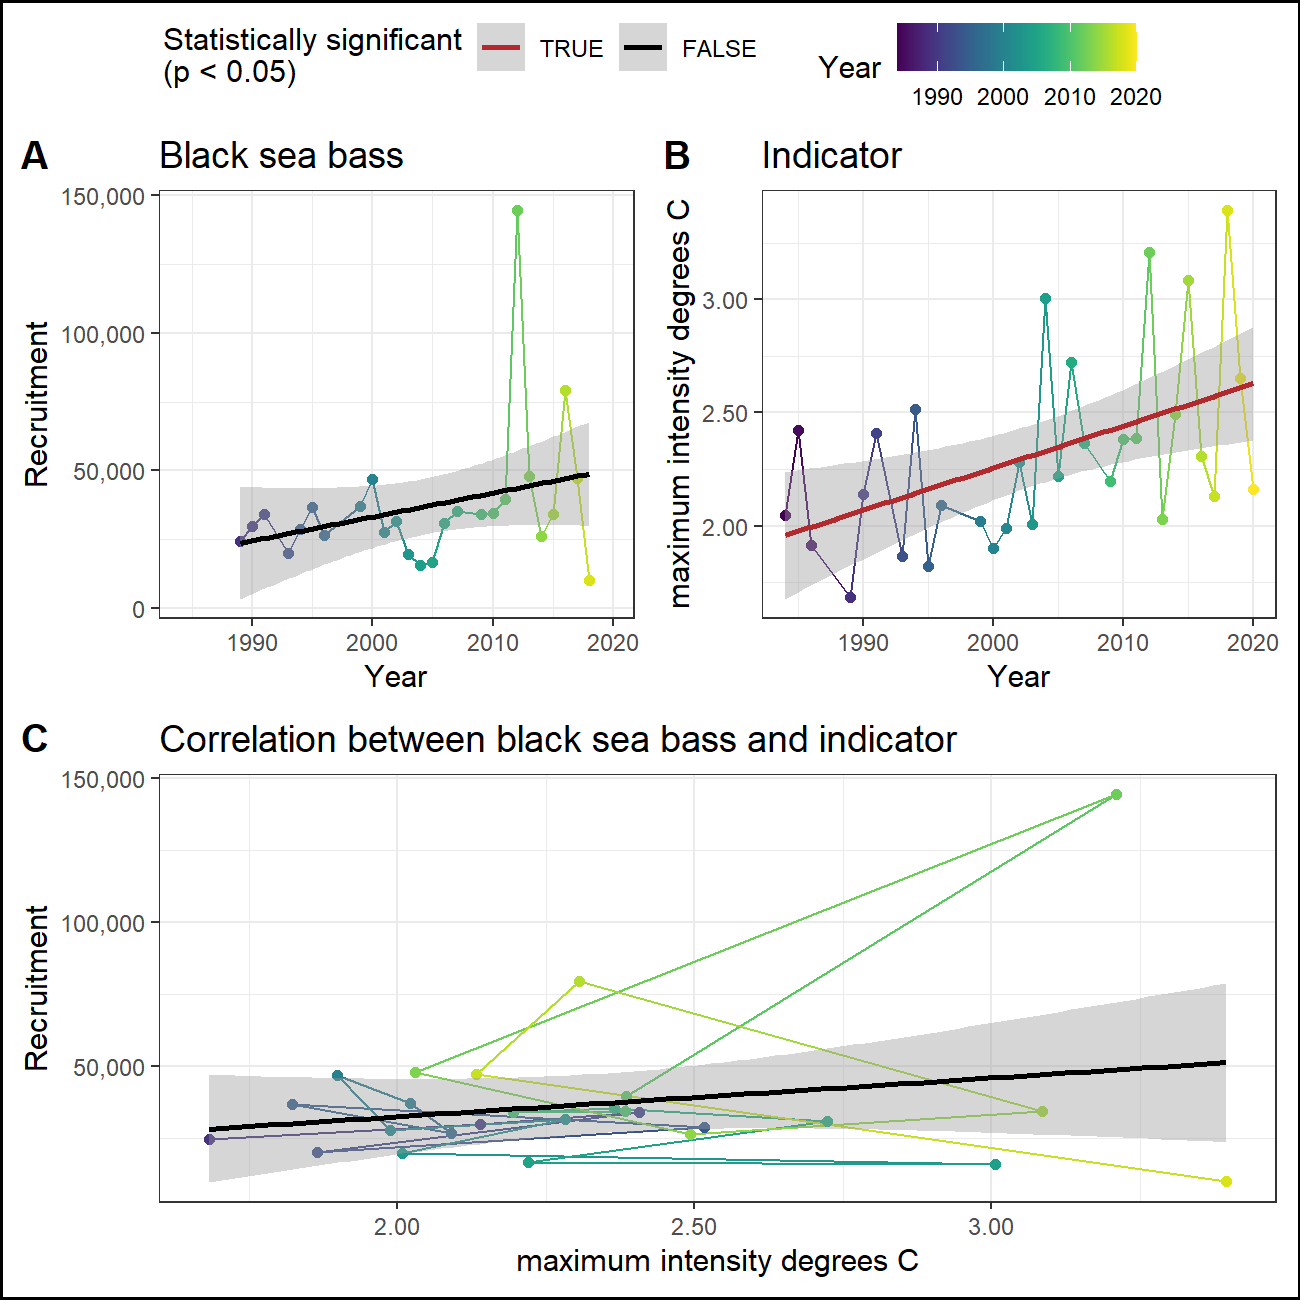 Statistically significant
(p < 0.05)
TRUE
FALSE
Year
1990 2000 2010 2020
A
Black sea bass
150,000
100,000
50,000
0
Recruitment
1990 2000 2010 2020
Year
B
Indicator
maximum intensity degrees C
3.00
2.50
2.00
1990 2000 2010 2020
Year
C
Correlation between black sea bass and indicator
150,000
100,000
50,000
Recruitment
2.00 2.50 3.00
maximum intensity degrees C